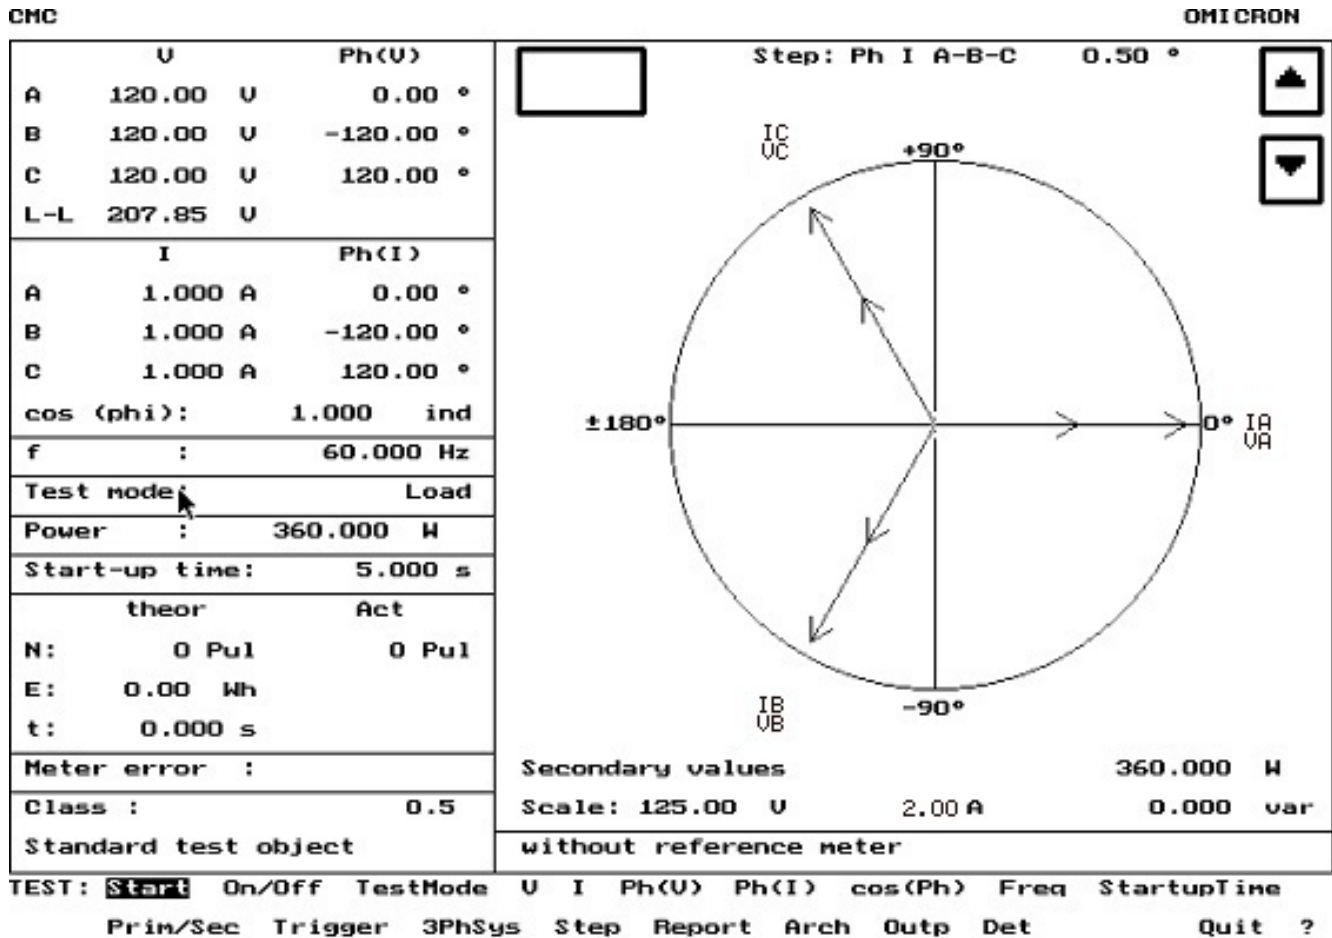 CMC OMICRON
V Ph(V)
A 120.00 V 0.00 °
B 120.00 V -120.00 °
C 120.00 V 120.00 °
L-L 207.85 V
I Ph(I)
A 1.000 A 0.00 °
B 1.000 A -120.00 °
C 1.000 A 120.00 °
cos (phi): 1.000 ind
f : 60.000 Hz
Test mode: Load
Power : 360.000 W
Start-up time: 5.000 s
theor Act
N: 0 Pul 0 Pul
E: 0.00 Wh
t: 0.000 s
Meter error :
Class : 0.5
Standard test object
Step: Ph I A-B-C 0.50 °
IC
VC
+90°
±180°
0° IA
VA
IB
VB
-90°
Secondary values 360.000 W
Scale: 125.00 V 2.00 A 0.000 var
without reference meter
TEST: Start On/Off TestMode V I Ph(V) Ph(I) cos(Ph) Freq StartupTime
Prim/Sec Trigger 3PhSys Step Report Arch Outp Det Quit ?